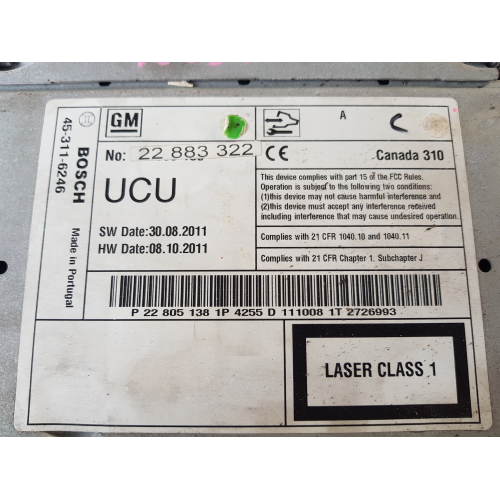 GM
A
C
No: 22 883 322 CE
Canada 310
UCU
This device complies with part 15 of the FCC Rules.
Operation is subject to the following two conditions:
(1)this device may not cause harmful interference and
(2)this device must accept any interference received
including interference that may cause undesired operation.
SW Date:30.08.2011
HW Date:08.10.2011
Complies with 21 CFR 1040.10 and 1040.11
Complies with 21 CFR Chapter 1. Subchapter J
P 22 805 138 1P 4255 D 111008 1T 2726993
LASER CLASS 1
BOSCH
45-311-6246
Made in Portugal